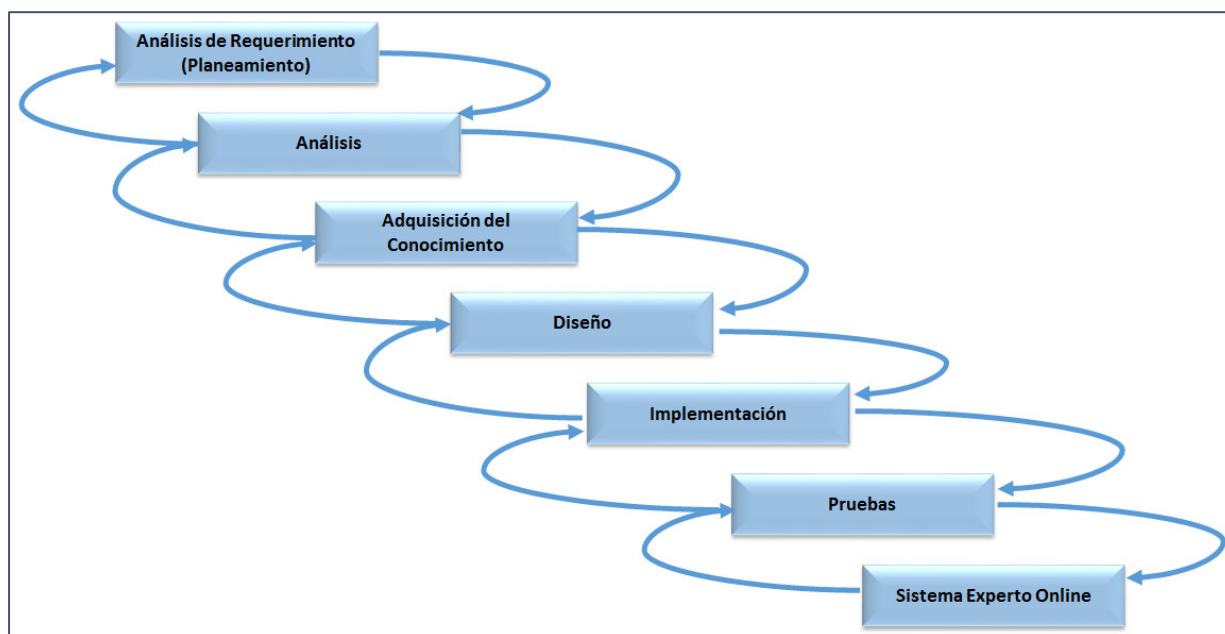 Análisis de Requerimiento
(Planeamiento)
Análisis
Adquisición del
Conocimiento
Diseño
Implementación
Pruebas
Sistema Experto Online